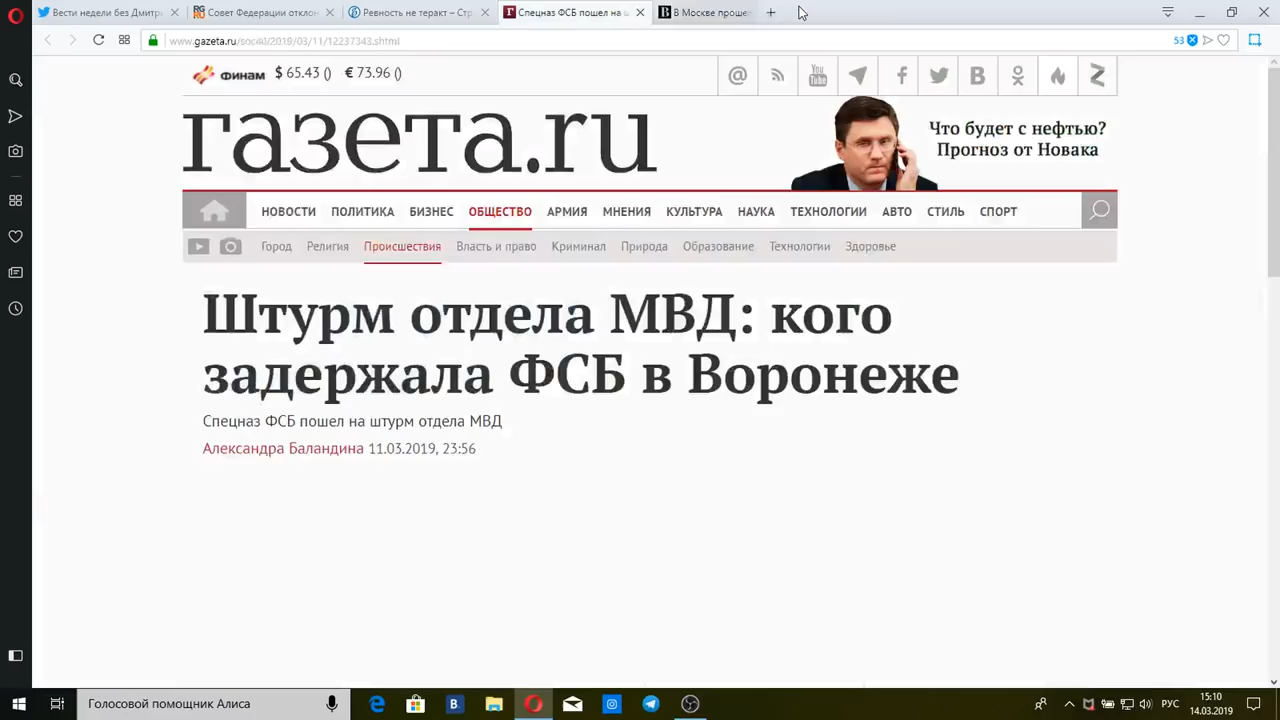 Вести недели без Дмитри
Совет Федерации отклон
Ревность не теракт – Стр
Спецназ ФСБ пошел на ш
В Москве проше
www.gazeta.ru/social/2019/03/11/12237343.shtml
53
ФИНАМ $ 65.43 () € 73.96 ()
You Tube
газета.ru
Что будет с нефтью?
Прогноз от Новака
НОВОСТИ ПОЛИТИКА БИЗНЕС ОБЩЕСТВО АРМИЯ МНЕНИЯ КУЛЬТУРА НАУКА ТЕХНОЛОГИИ АВТО СТИЛЬ СПОРТ
Город Религия Происшествия Власть и право Криминал Природа Образование Технологии Здоровье
Штурм отдела МВД: кого
задержала ФСБ в Воронеже
Спецназ ФСБ пошел на штурм отдела МВД
Александра Баландина 11.03.2019, 23:56
Голосовой помощник Алиса
РУС
15:10
14.03.2019